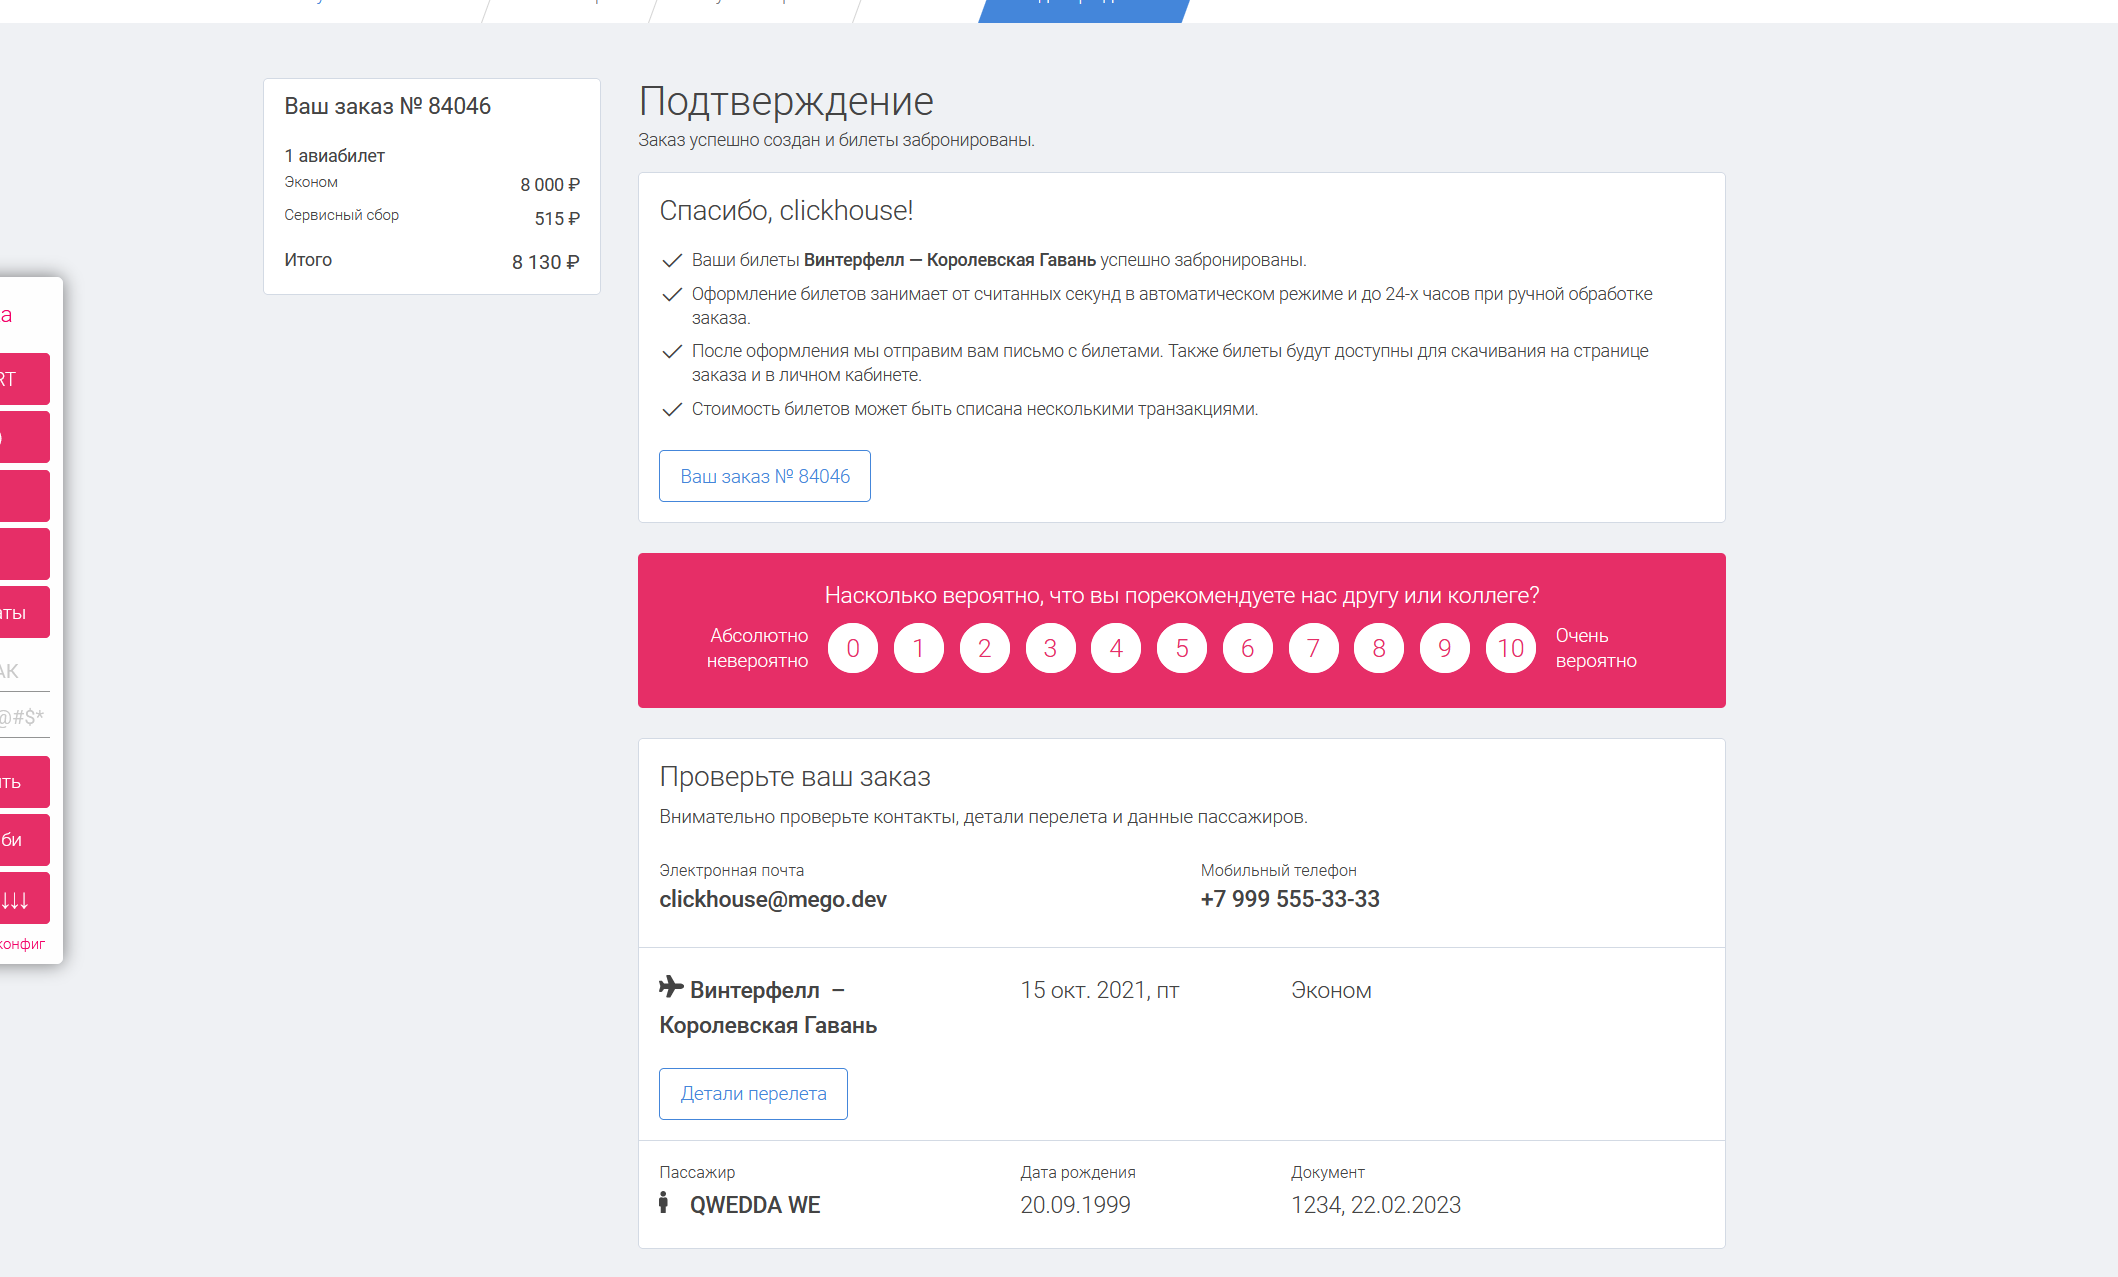 Ваш заказ № 84046
1 авиабилет
Эконом 8 000 ₽
Сервисный сбор 515 ₽
Итого 8 130 ₽
Подтверждение
Заказ успешно создан и билеты забронированы.
Спасибо, clickhouse!
Ваши билеты Винтерфелл — Королевская Гавань успешно забронированы.
Оформление билетов занимает от считанных секунд в автоматическом режиме и до 24-х часов при ручной обработке
заказа.
После оформления мы отправим вам письмо с билетами. Также билеты будут доступны для скачивания на странице
заказа и в личном кабинете.
Стоимость билетов может быть списана несколькими транзакциями.
Ваш заказ № 84046
Насколько вероятно, что вы порекомендуете нас другу или коллеге?
Абсолютно
невероятно
0 1 2 3 4 5 6 7 8 9 10
Очень
вероятно
Проверьте ваш заказ
Внимательно проверьте контакты, детали перелета и данные пассажиров.
Электронная почта Мобильный телефон
clickhouse@mego.dev +7 999 555-33-33
Винтерфелл – 15 окт. 2021, пт Эконом
Королевская Гавань
Детали перелета
Пассажир Дата рождения Документ
QWEDDA WE 20.09.1999 1234, 22.02.2023
@#$*
↓↓↓
конфиг